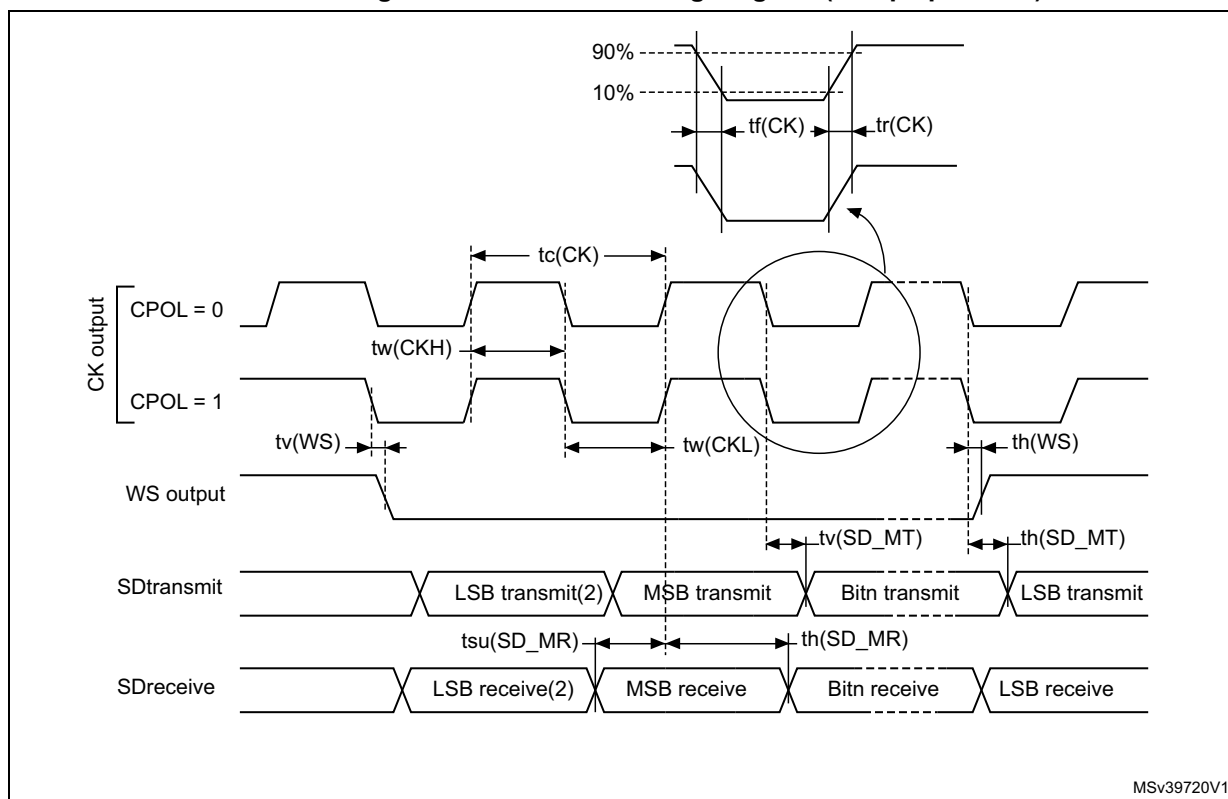 90%
10%
tf(CK)
tr(CK)
tc(CK)
CK output
CPOL = 0
tw(CKH)
CPOL = 1
tv(WS)
tw(CKL)
th(WS)
WS output
tv(SD_MT)
th(SD_MT)
SDtransmit
LSB transmit(2)
MSB transmit
Bitn transmit
LSB transmit
tsu(SD_MR)
th(SD_MR)
SDreceive
LSB receive(2)
MSB receive
Bitn receive
LSB receive
MSv39720V1